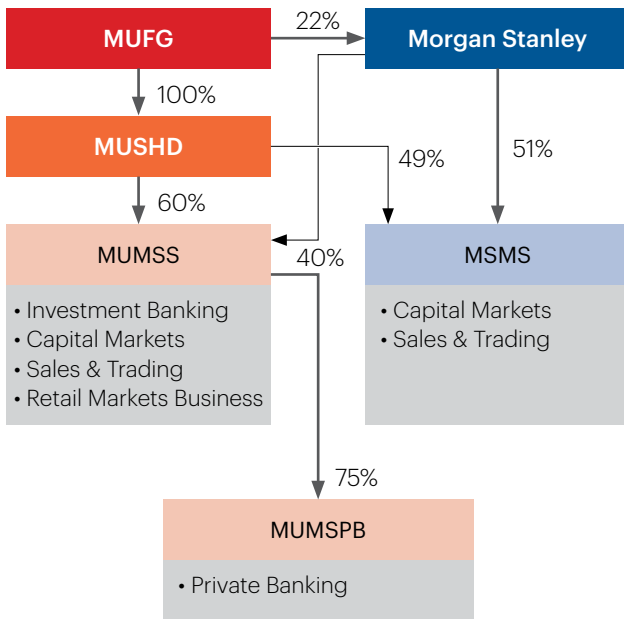 MUFG
22%
Morgan Stanley
100%
MUSHD
49%
51%
60%
MUMSS
40%
MSMS
• Investment Banking
• Capital Markets
• Sales & Trading
• Retail Markets Business
• Capital Markets
• Sales & Trading
75%
MUMSPB
• Private Banking